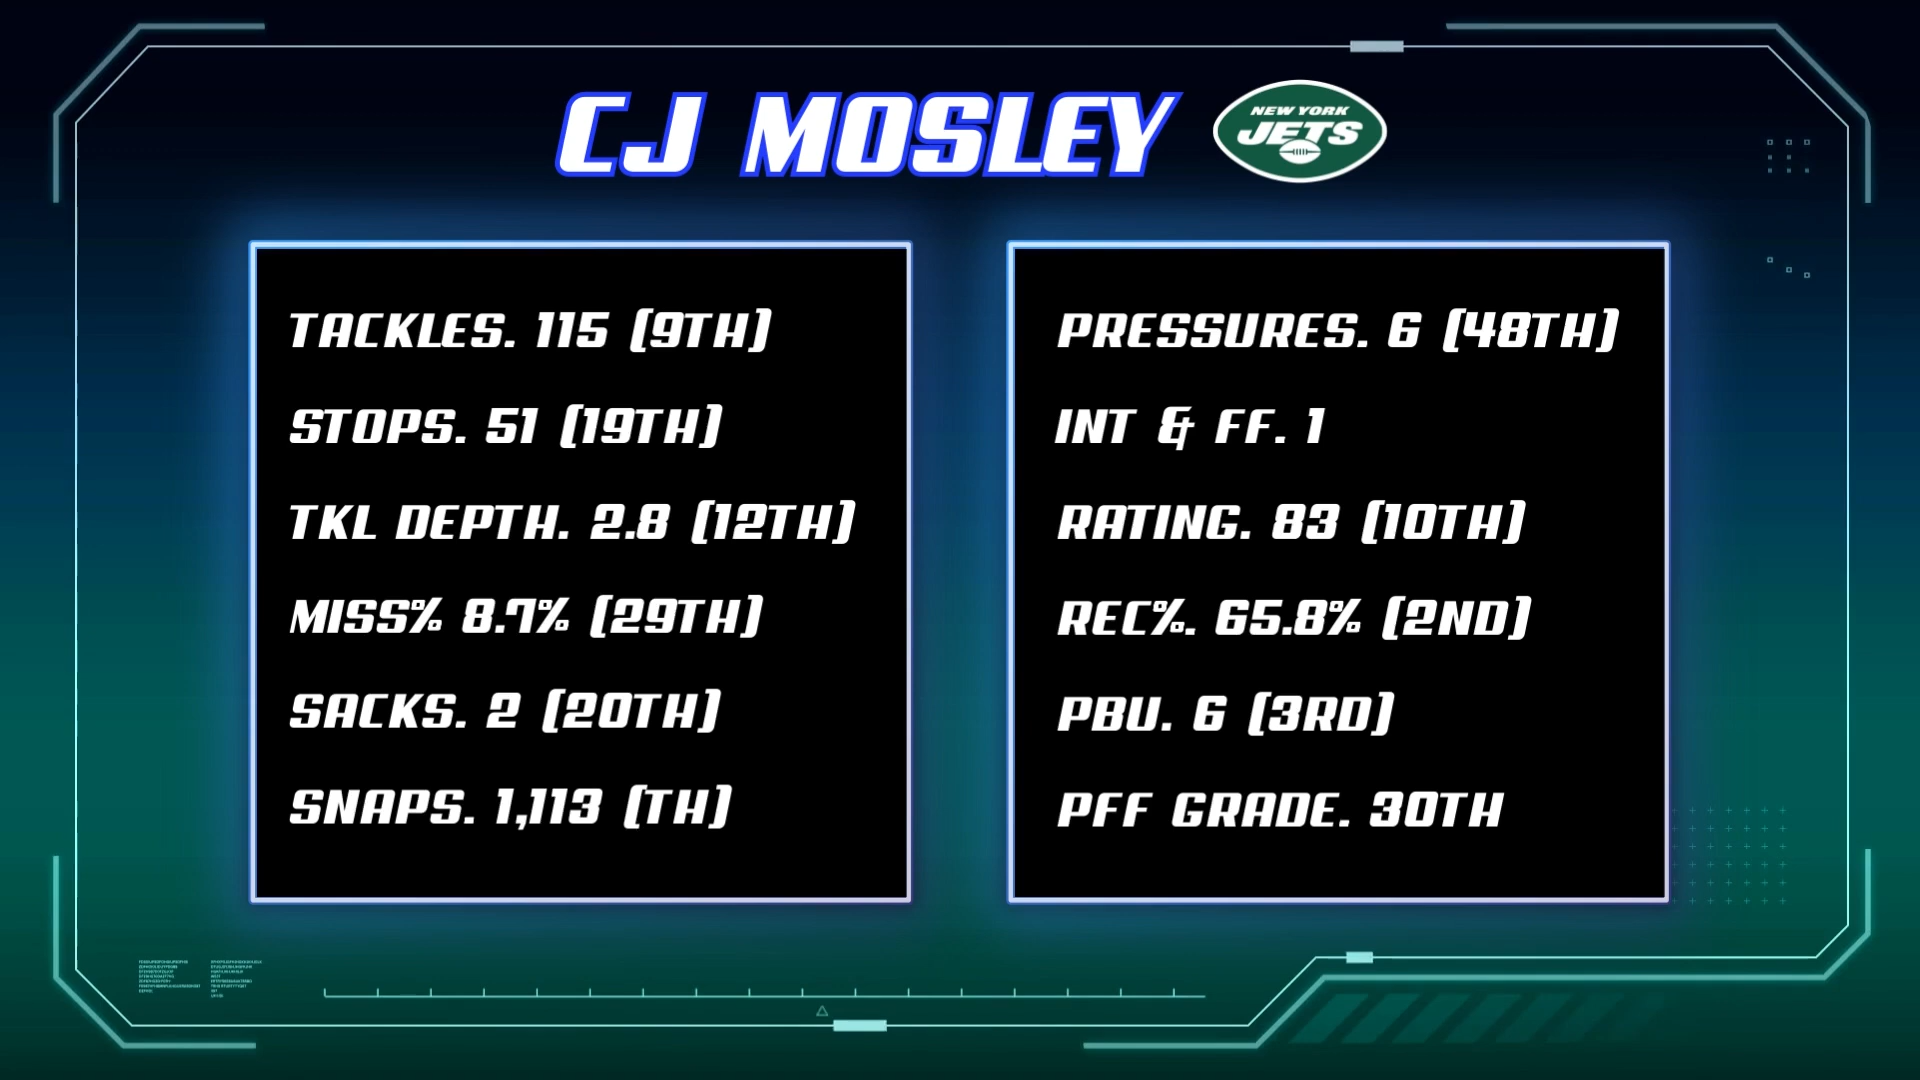 CJ MOSLEY
NEW YORK
JETS
TACKLES. 115 (9TH)
STOPS. 51 (19TH)
TKL DEPTH. 2.8 (12TH)
MISS% 8.7% (29TH)
SACKS. 2 (20TH)
SNAPS. 1,113 (TH)
PRESSURES. 6 (48TH)
INT & FF. 1
RATING. 83 (10TH)
REC%. 65.8% (2ND)
PBU. 6 (3RD)
PFF GRADE. 30TH